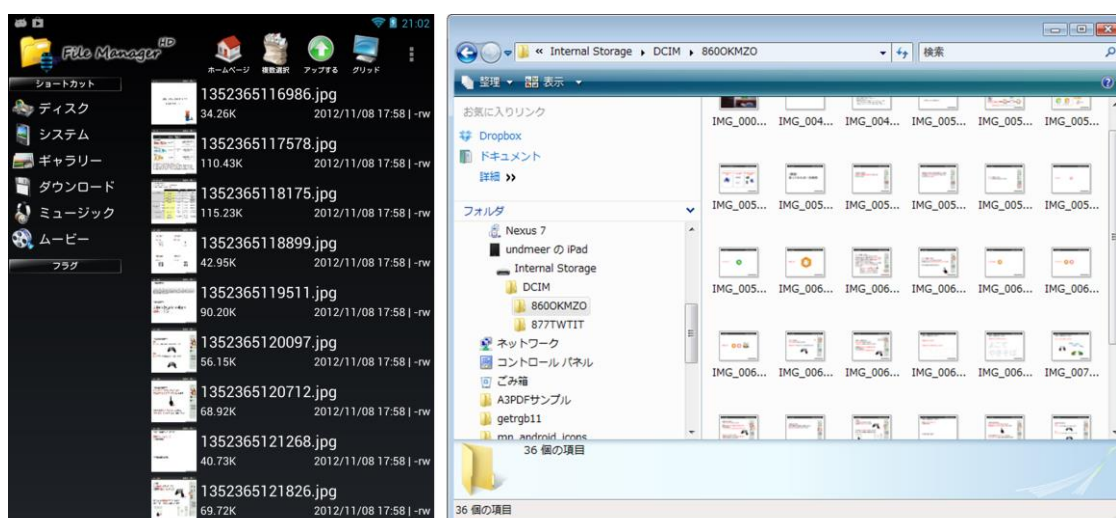 21:02
File Manager HD
ホームページ
複数選択
アップする
グリッド
ショートカット
ディスク
システム
ギャラリー
ダウンロード
ミュージック
ムービー
フラグ
1352365116986.jpg
34.26K 2012/11/08 17:58 | -rw
1352365117578.jpg
110.43K 2012/11/08 17:58 | -rw
1352365118175.jpg
115.23K 2012/11/08 17:58 | -rw
1352365118899.jpg
42.95K 2012/11/08 17:58 | -rw
1352365119511.jpg
90.20K 2012/11/08 17:58 | -rw
1352365120097.jpg
56.15K 2012/11/08 17:58 | -rw
1352365120712.jpg
68.92K 2012/11/08 17:58 | -rw
1352365121268.jpg
40.73K 2012/11/08 17:58 | -rw
1352365121826.jpg
69.72K 2012/11/08 17:58 | -rw
« Internal Storage DCIM 860OKMZO
検索
整理 表示
お気に入りリンク
Dropbox
ドキュメント
詳細 »
フォルダ
Nexus 7
undmeer の iPad
Internal Storage
DCIM
860OKMZO
877TWTIT
ネットワーク
コントロール パネル
ごみ箱
A3PDFサンプル
getrgb11
mp_android_icons
IMG_000... IMG_004... IMG_004... IMG_005... IMG_005... IMG_005...
IMG_005... IMG_005... IMG_005... IMG_005... IMG_005... IMG_005...
IMG_005... IMG_006... IMG_006... IMG_006... IMG_006... IMG_006...
IMG_006... IMG_006... IMG_006... IMG_006... IMG_006... IMG_007...
36 個の項目
36 個の項目